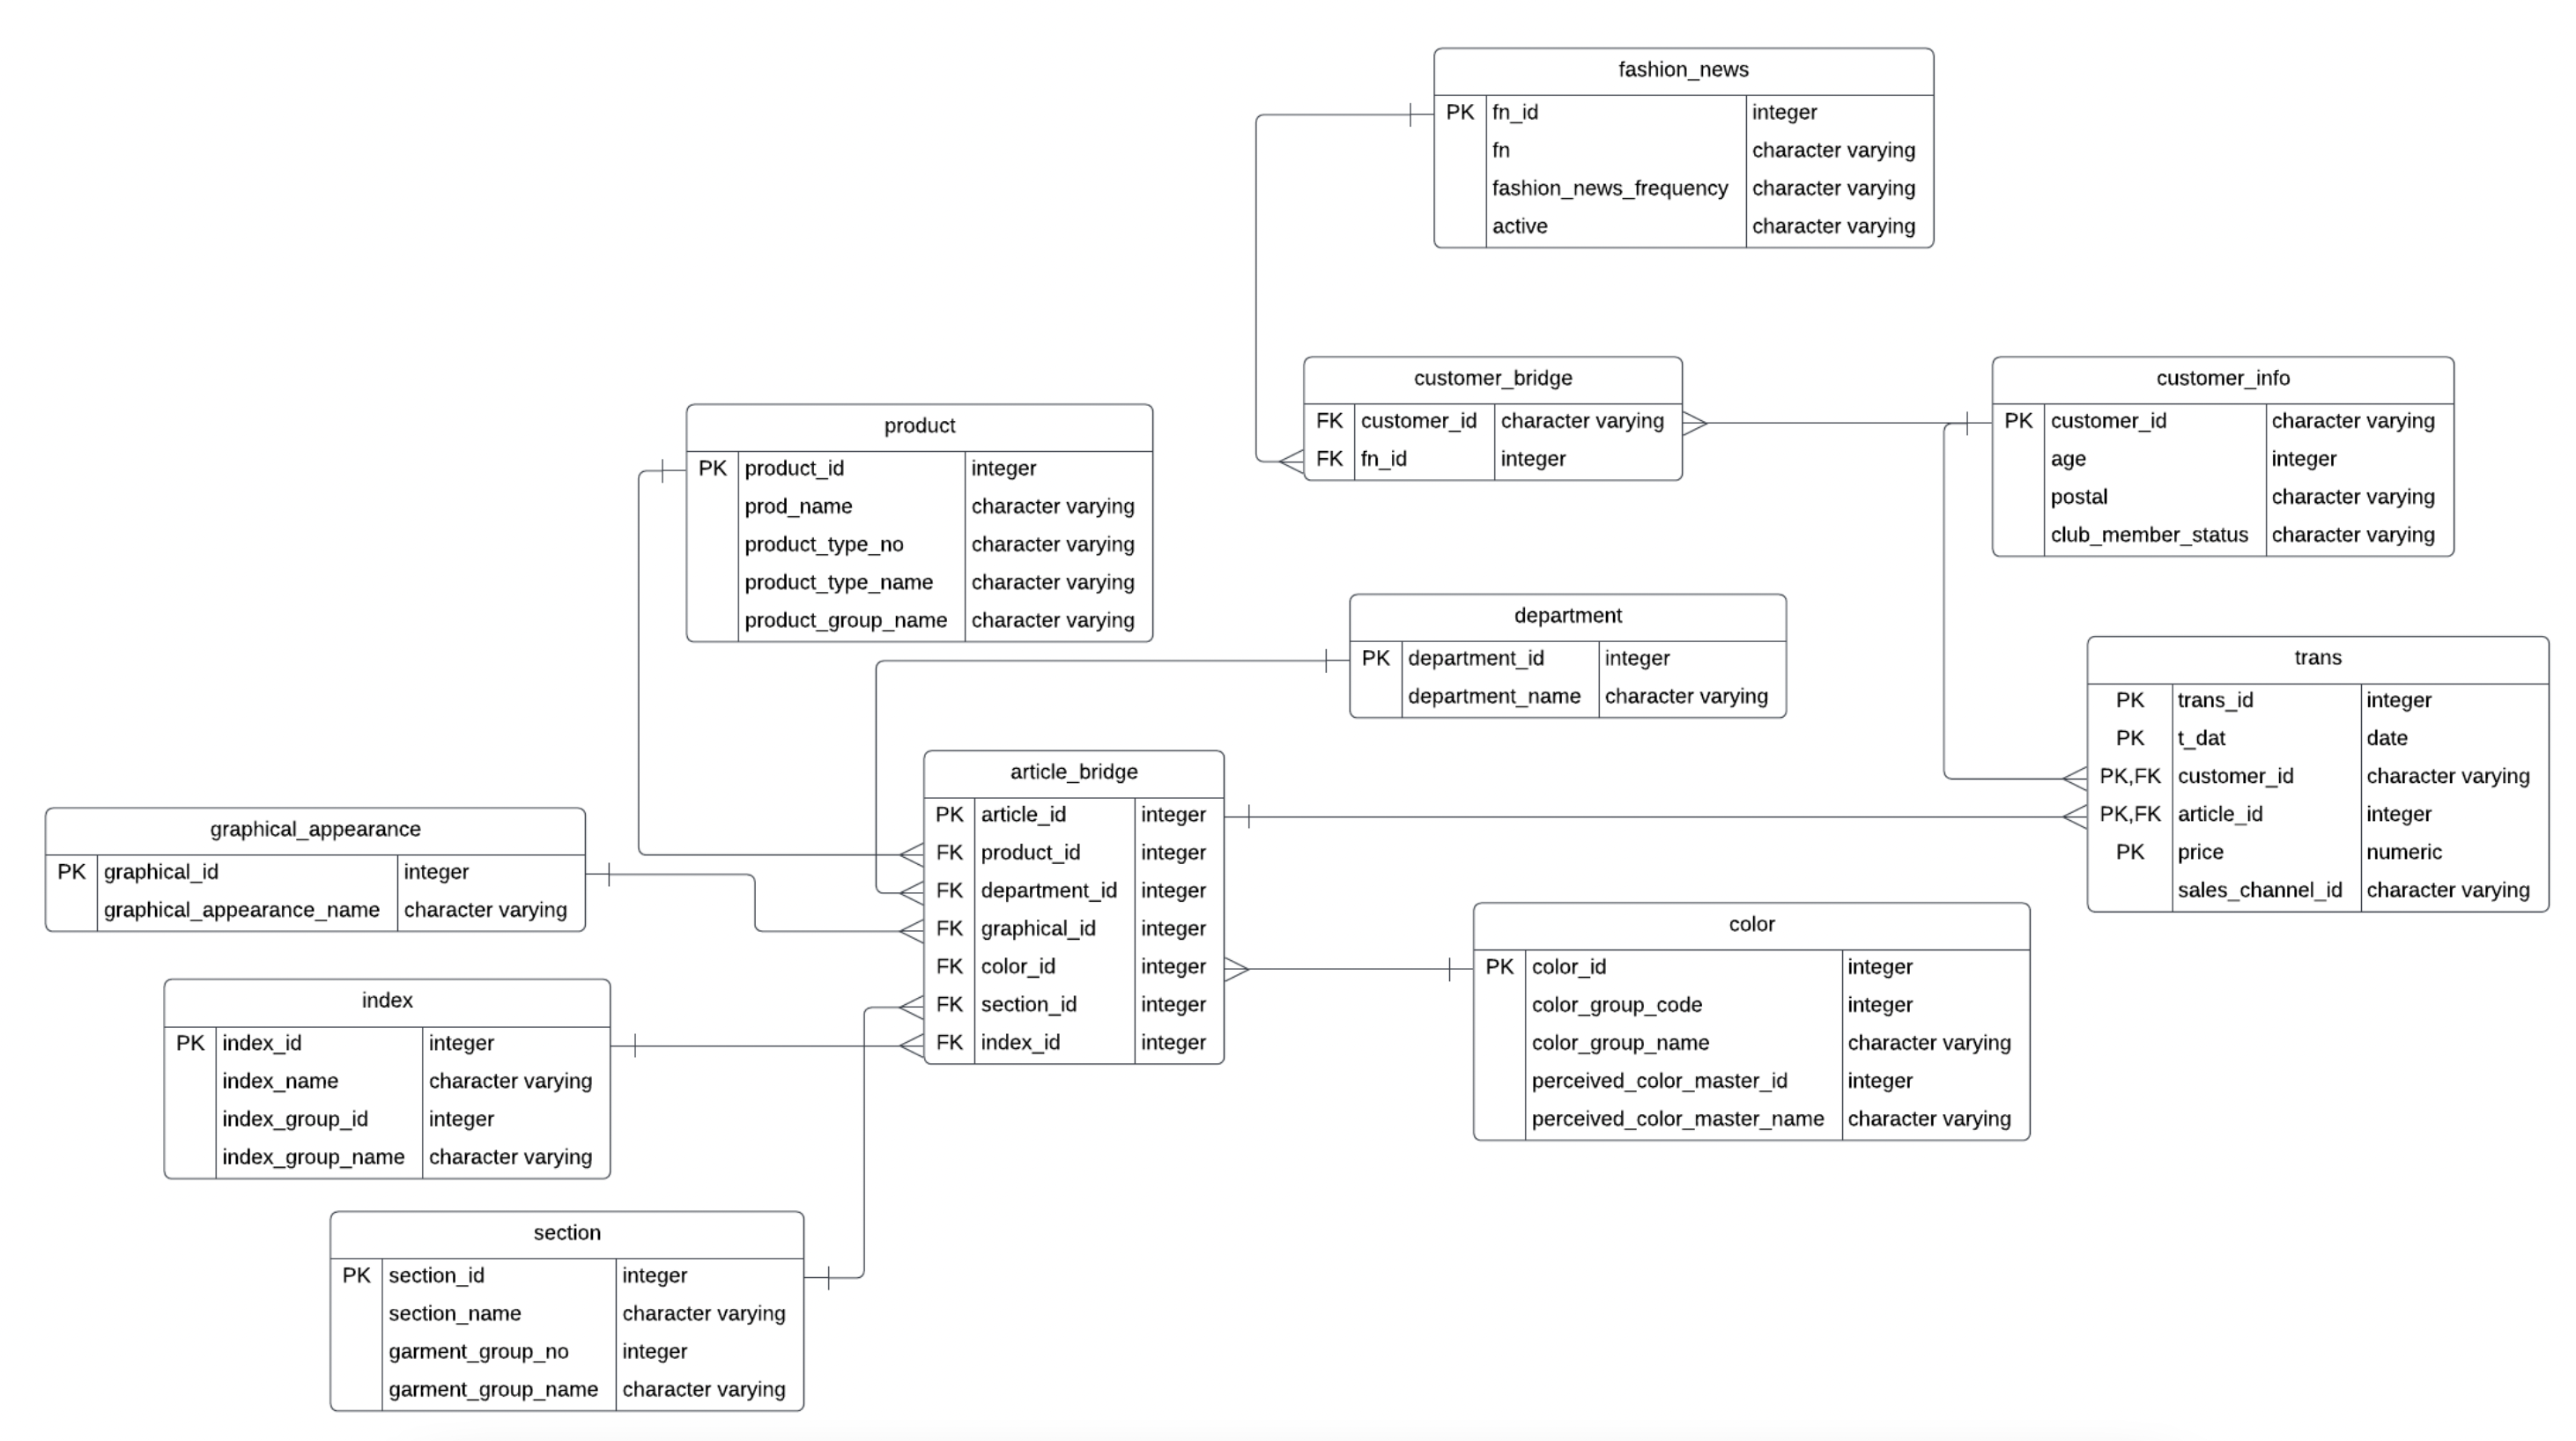 fashion_news
PK fn_id integer
fn character varying
fashion_news_frequency character varying
active character varying
customer_bridge
FK customer_id character varying
FK fn_id integer
customer_info
PK customer_id character varying
age integer
postal character varying
club_member_status character varying
product
PK product_id integer
prod_name character varying
product_type_no character varying
product_type_name character varying
product_group_name character varying
department
PK department_id integer
department_name character varying
trans
PK trans_id integer
PK t_dat date
PK,FK customer_id character varying
PK,FK article_id integer
PK price numeric
sales_channel_id character varying
article_bridge
PK article_id integer
FK product_id integer
FK department_id integer
FK graphical_id integer
FK color_id integer
FK section_id integer
FK index_id integer
graphical_appearance
PK graphical_id integer
graphical_appearance_name character varying
color
PK color_id integer
color_group_code integer
color_group_name character varying
perceived_color_master_id integer
perceived_color_master_name character varying
index
PK index_id integer
index_name character varying
index_group_id integer
index_group_name character varying
section
PK section_id integer
section_name character varying
garment_group_no integer
garment_group_name character varying